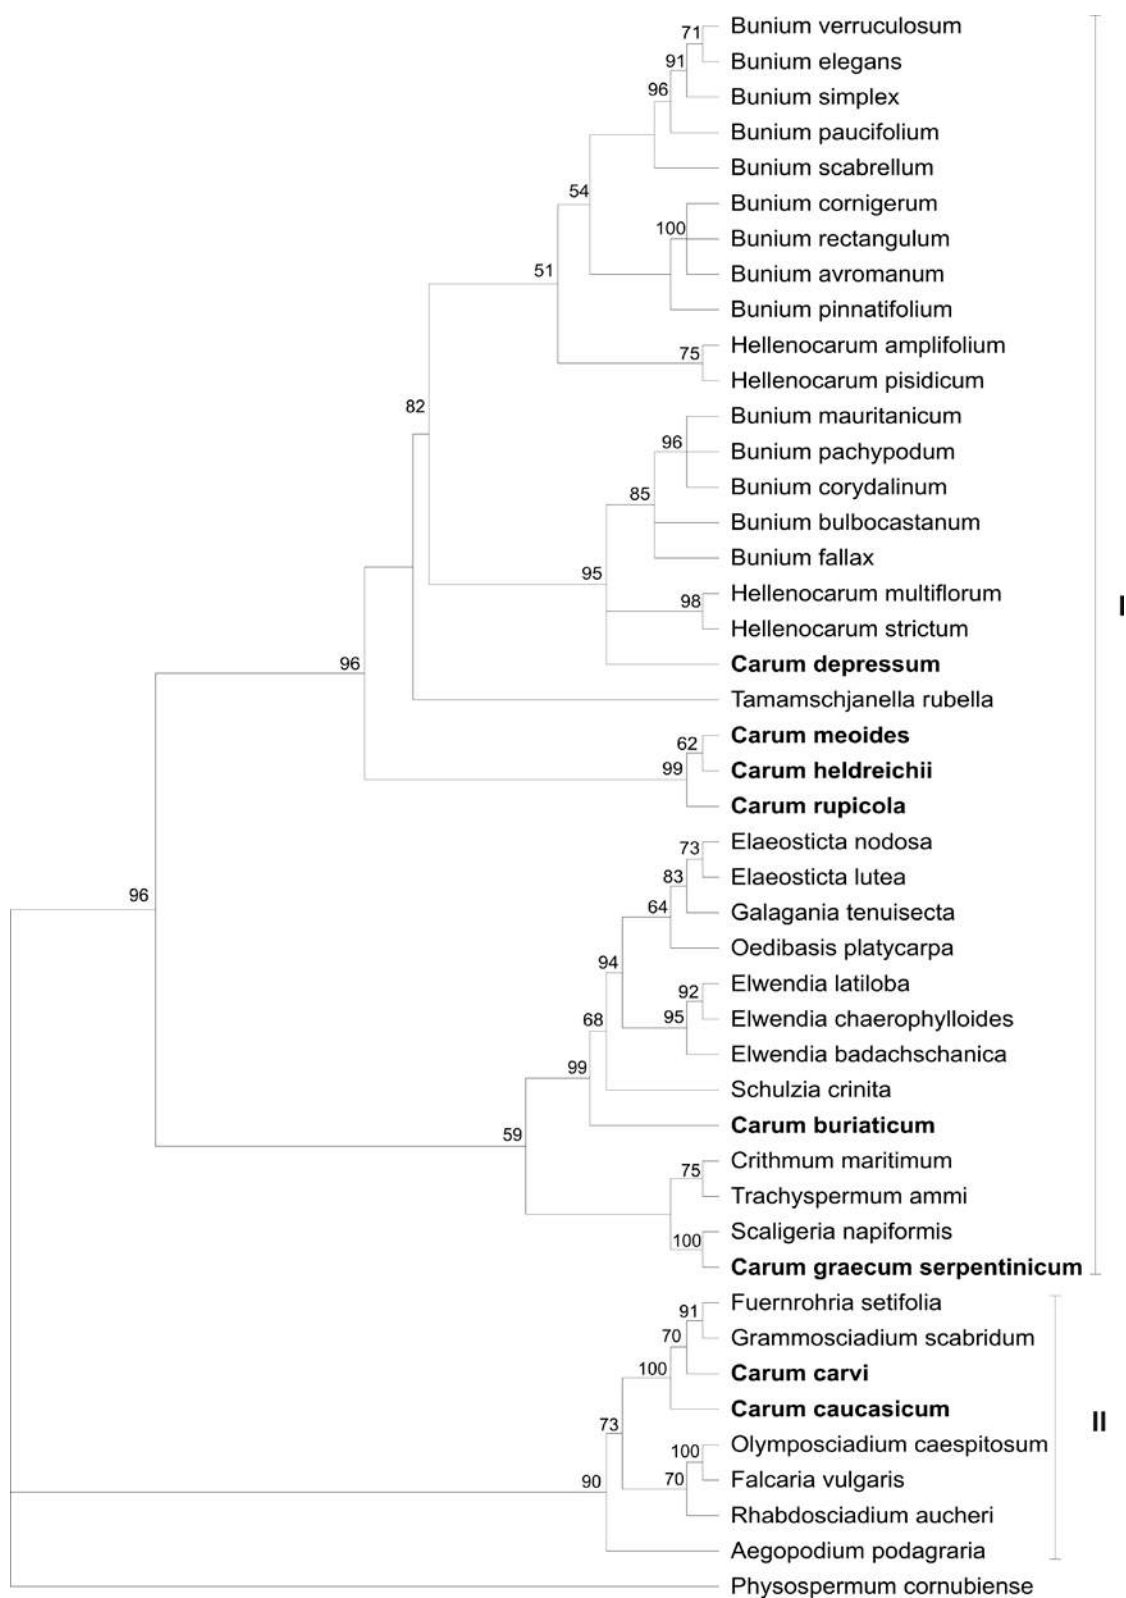 71 Bunium verruculosum
91 Bunium elegans
96 Bunium simplex
Bunium paucifolium
Bunium scabrellum
54 Bunium cornigerum
100 Bunium rectangulum
51 Bunium avromanum
Bunium pinnatifolium
75 Hellenocarum amplifolium
Hellenocarum pisidicum
82 Bunium mauritanicum
96 Bunium pachypodum
85 Bunium corydalinum
Bunium bulbocastanum
95 Bunium fallax
98 Hellenocarum multiflorum I
Hellenocarum strictum
96 Carum depressum
Tamamschjanella rubella
62 Carum meoides
99 Carum heldreichii
Carum rupicola
73 Elaeosticta nodosa
96 83 Elaeosticta lutea
64 Galagania tenuisecta
Oedibasis platycarpa
94 92 Elwendia latiloba
68 95 Elwendia chaerophylloides
99 Elwendia badachschanica
Schulzia crinita
59 Carum buriaticum
75 Crithmum maritimum
Trachyspermum ammi
100 Scaligeria napiformis
Carum graecum serpentinicum
91 Fuernrohria setifolia
70 Grammosciadium scabridum
100 Carum carvi
73 Carum caucasicum II
100 Olymposciadium caespitosum
90 70 Falcaria vulgaris
Rhabdosciadium aucheri
Aegopodium podagraria
Physospermum cornubiense